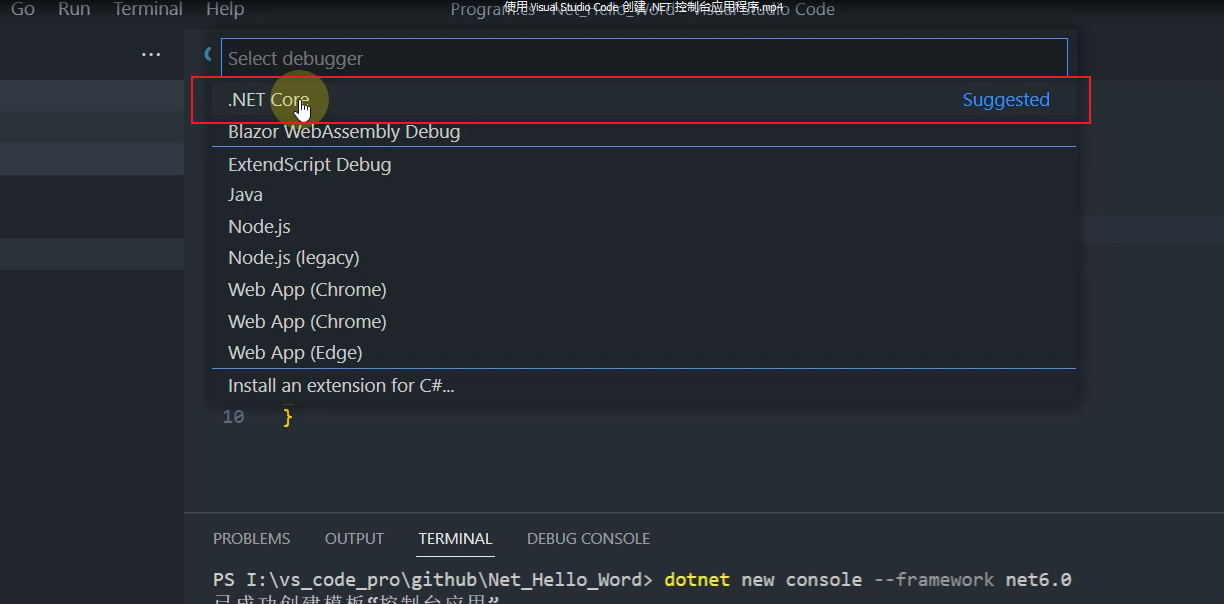 Go Run Terminal Help
使用 Visual Studio Code 创建 .NET 控制台应用程序.mp4
Visual Studio Code
Select debugger
.NET Core Suggested
Blazor WebAssembly Debug
ExtendScript Debug
Java
Node.js
Node.js (legacy)
Web App (Chrome)
Web App (Chrome)
Web App (Edge)
Install an extension for C#...
10 }
PROBLEMS OUTPUT TERMINAL DEBUG CONSOLE
PS I:\vs_code_pro\github\Net_Hello_Word> dotnet new console --framework net6.0
已成功创建模板“控制台应用”